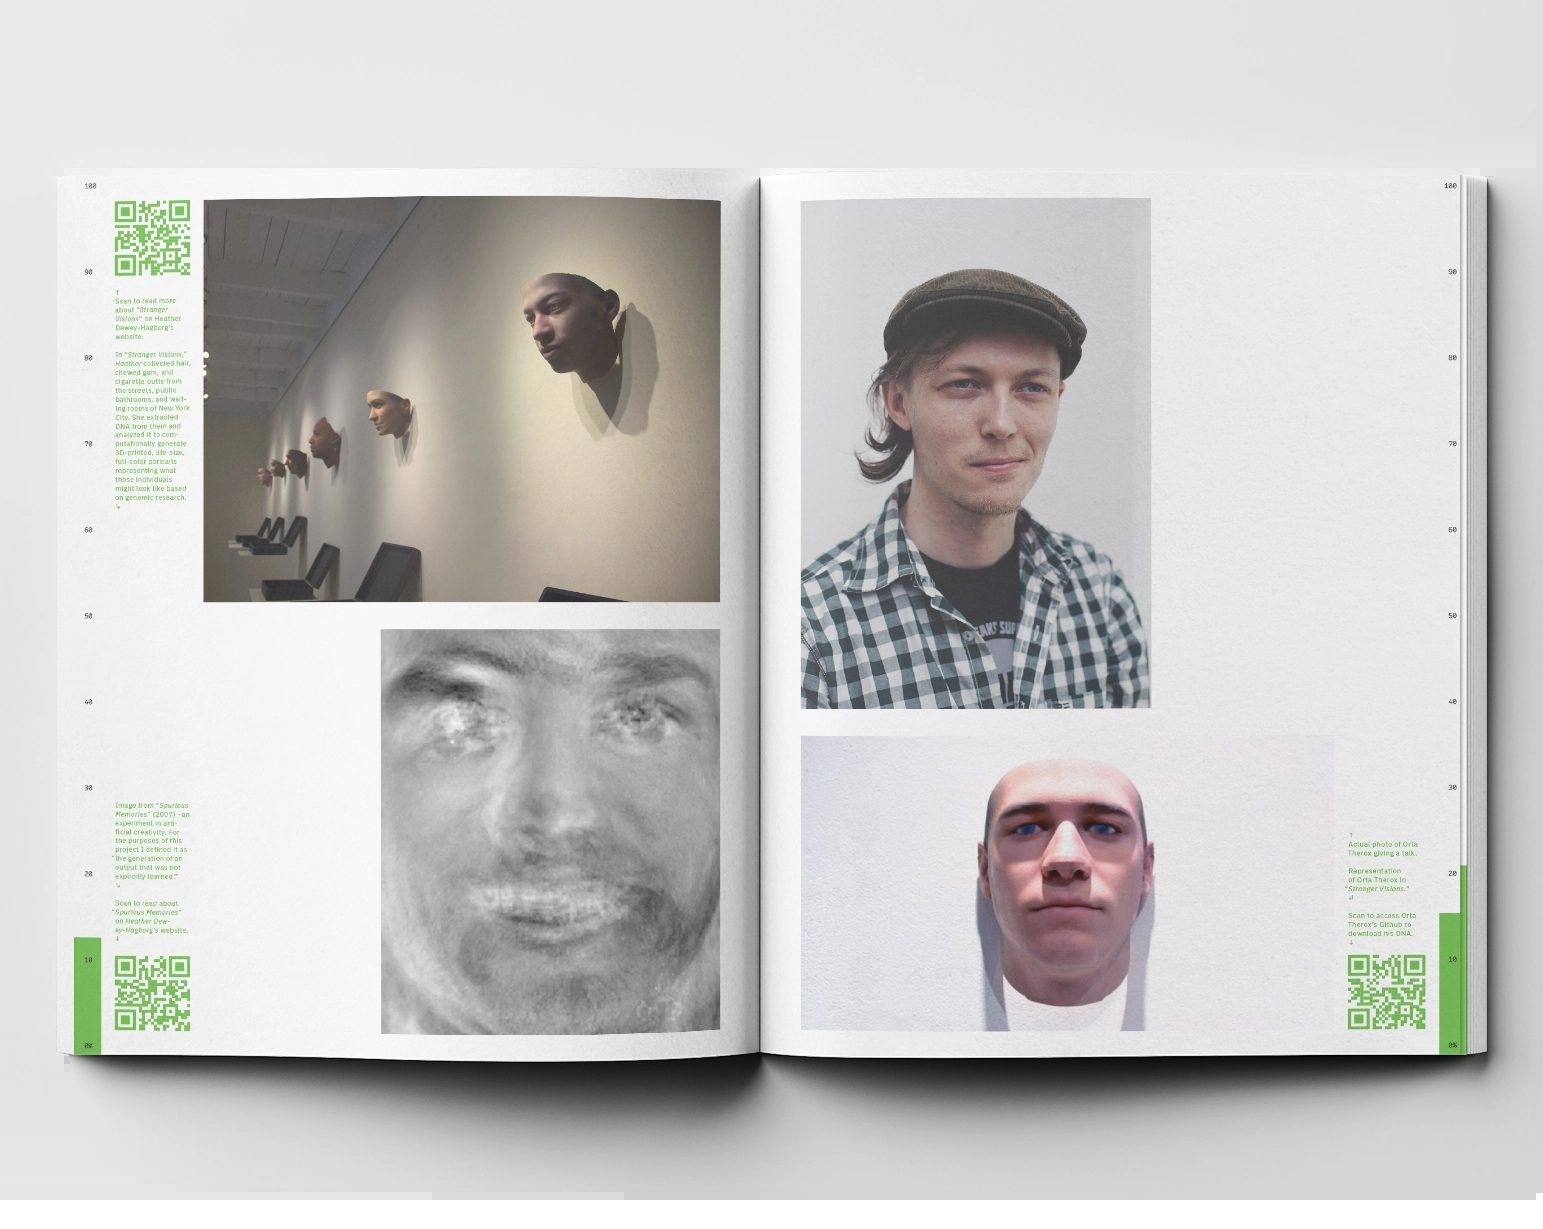 100
90
80
70
60
50
40
30
20
10
0%
↑
Scan to read more
about "Stranger
Visions" on Heather
Dewey-Hagborg's
website.
In "Stranger Visions,"
Heather collected hair,
chewed gum, and
cigarette butts from
the streets, public
bathrooms, and wait-
ing rooms of New York
City. She extracted
DNA from them and
analyzed it to com-
putationally generate
3D-printed, life-size,
full-color portraits
representing what
those individuals
might look like based
on genomic research.
↳
Image from "Spurious
Memories" (2007) -an
experiment in arti-
ficial creativity. For
the purposes of this
project I defined it as
"the generation of an
output that was not
explicitly learned."
↳
Scan to read about
"Spurious Memories"
on Heather Dew-
ey-Hagborg's website.
↓
100
90
80
70
60
50
40
30
20
10
0%
↑
Actual photo of Orta
Therox giving a talk.
Representation
of Orta Therox in
"Stranger Visions."
↲
Scan to access Orta
Therox's Github to
download his DNA.
↓